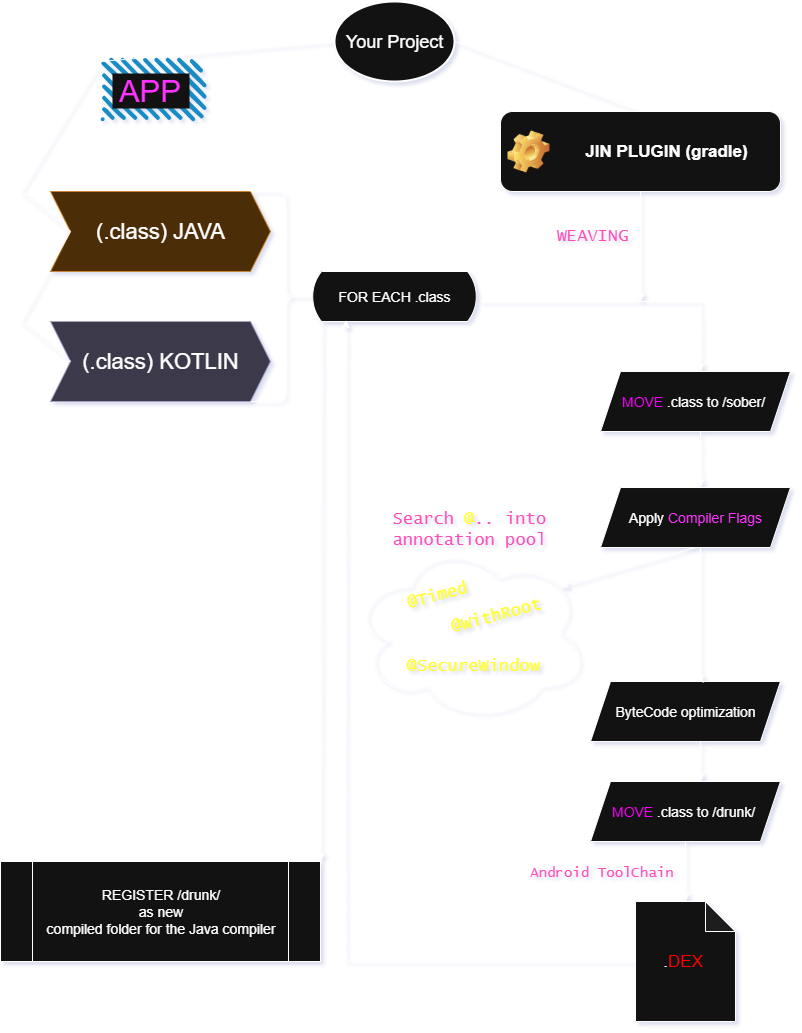 Your Project
APP
JIN PLUGIN (gradle)
(.class) JAVA
WEAVING
FOR EACH .class
(.class) KOTLIN
MOVE .class to /sober/
Apply Compiler Flags
Search @.. into
annotation pool
@Timed
@withRoot
@SecureWindow
ByteCode optimization
MOVE .class to /drunk/
Android ToolChain
REGISTER /drunk/
as new
compiled folder for the Java compiler
.DEX